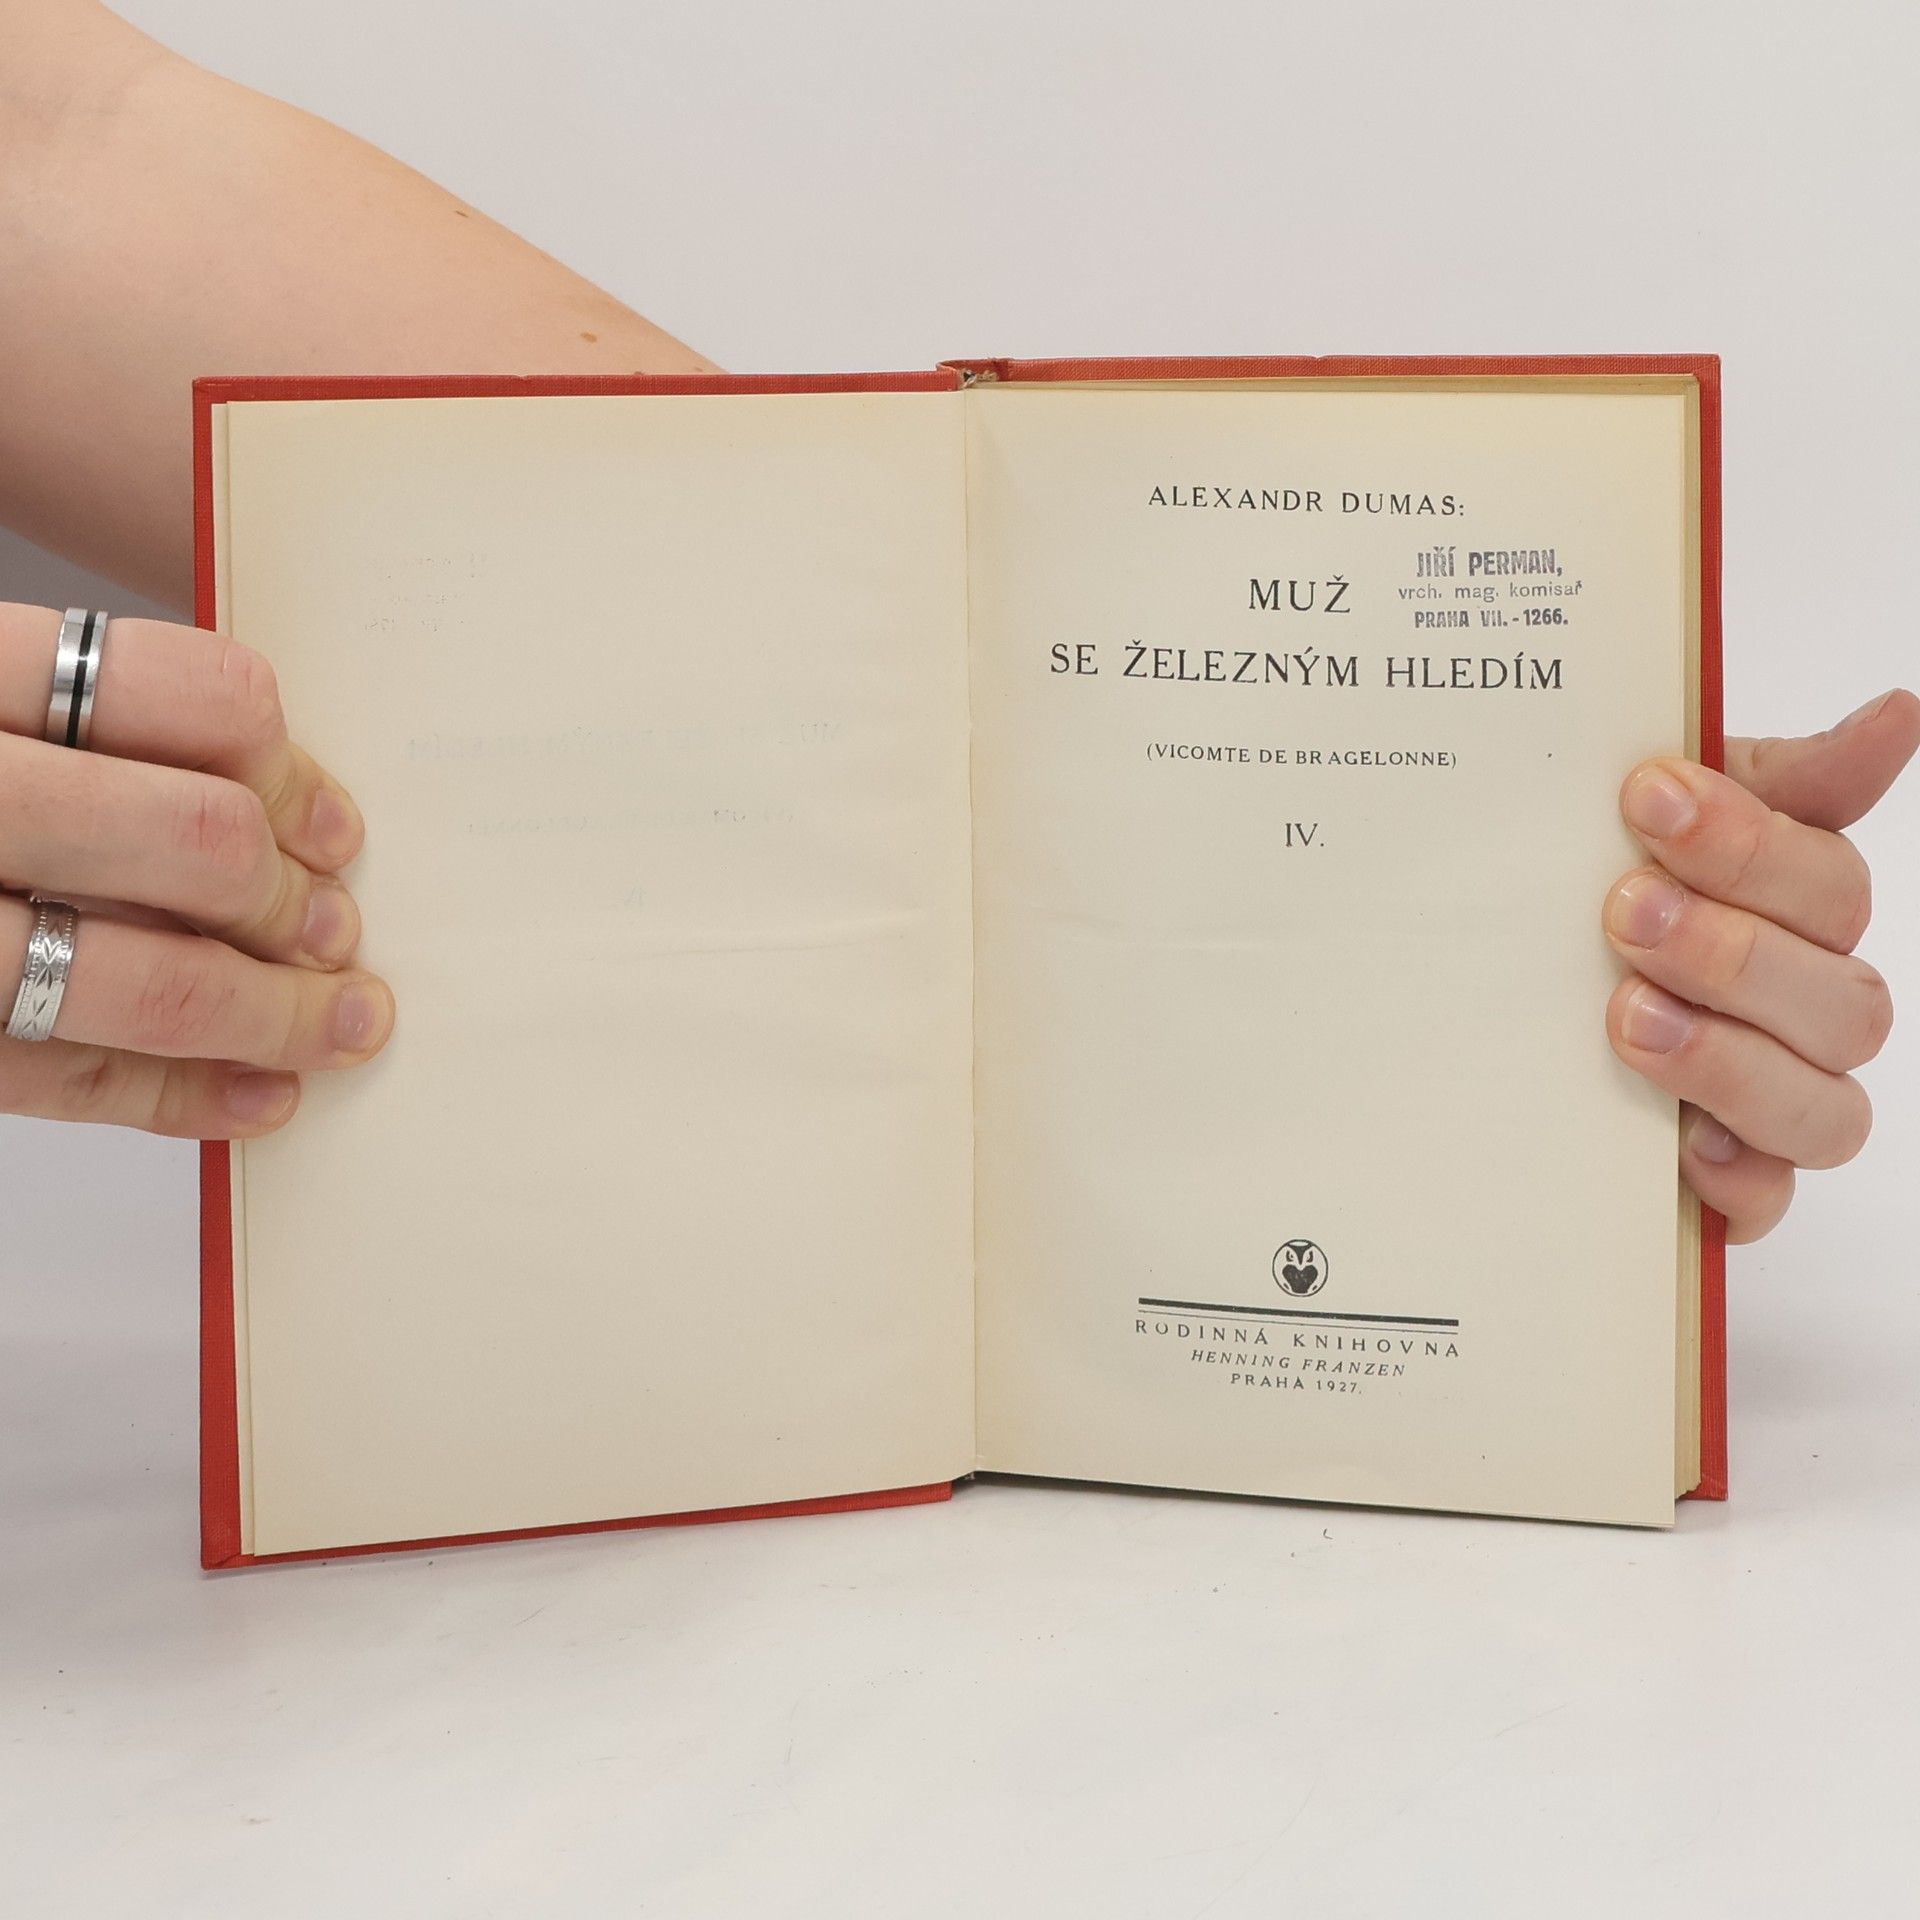 ALEXANDR DUMAS:
JIŘÍ PERMAN,
vrch. mag. komisař
PRAHA VII.-1266.
MUŽ
SE ŽELEZNÝM HLEDÍM
(VICOMTE DE BRAGELONNE)
IV.
RODINNÁ KNIHOVNA
HENNING FRANZEN
PRAHA 1927.